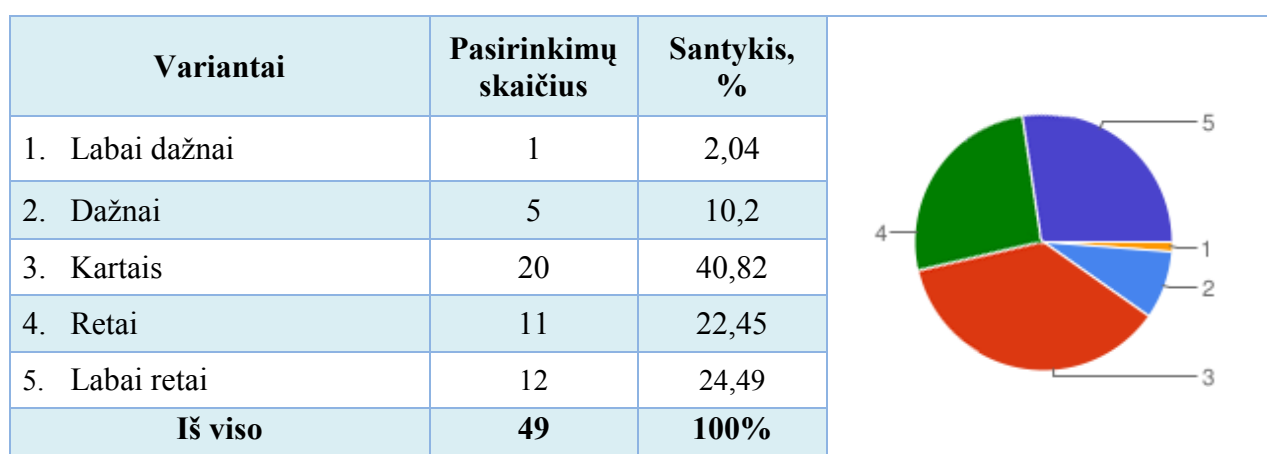 Variantai Pasirinkimų skaičius Santykis, %
1. Labai dažnai 1 2,04
2. Dažnai 5 10,2
3. Kartais 20 40,82
4. Retai 11 22,45
5. Labai retai 12 24,49
Iš viso 49 100%
5
4
1
2
3